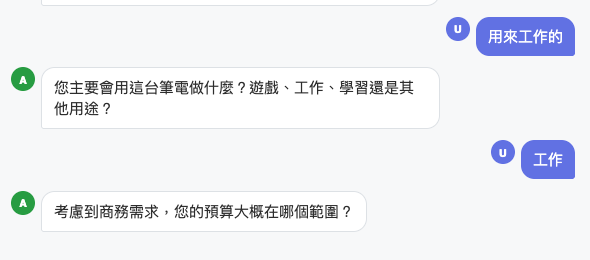 U
用來工作的
A
您主要會用這台筆電做什麼？遊戲、工作、學習還是其
他用途？
U
工作
A
考慮到商務需求，您的預算大概在哪個範圍？